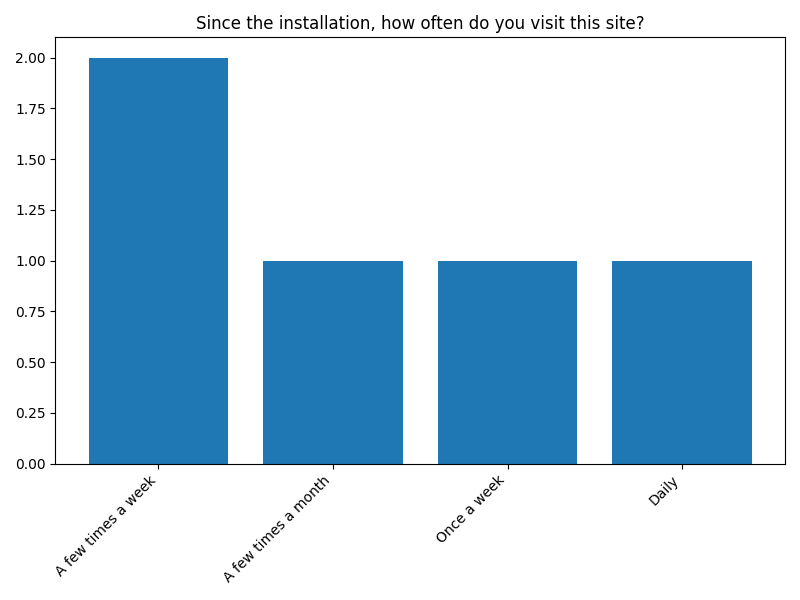 Since the installation, how often do you visit this site?
2.00
1.75
1.50
1.25
1.00
0.75
0.50
0.25
0.00
A few times a week
A few times a month
Once a week
Daily